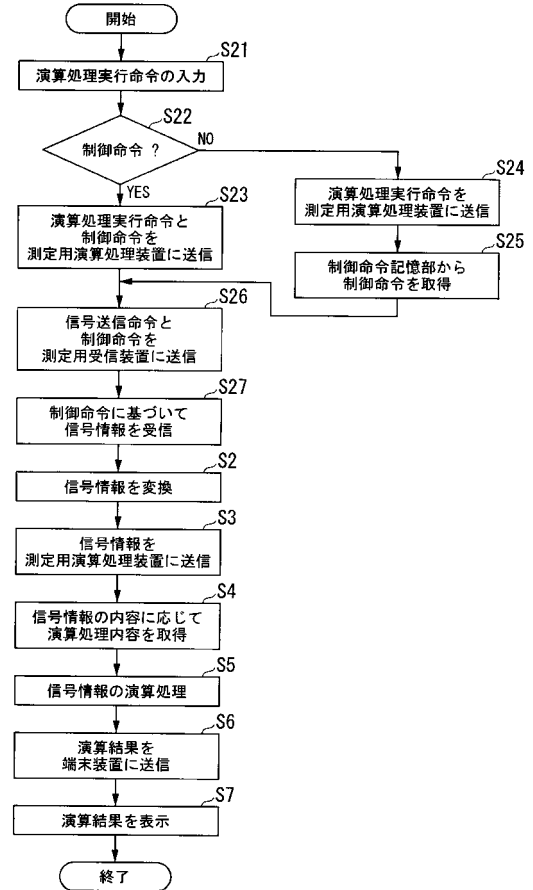 開始
S21
演算処理実行命令の入力
S22
制御命令 ?
NO
YES
S23
演算処理実行命令と
制御命令を
測定用演算処理装置に送信
S24
演算処理実行命令を
測定用演算処理装置に送信
S25
制御命令記憶部から
制御命令を取得
S26
信号送信命令と
制御命令を
測定用受信装置に送信
S27
制御命令に基づいて
信号情報を受信
S2
信号情報を変換
S3
信号情報を
測定用演算処理装置に送信
S4
信号情報の内容に応じて
演算処理内容を取得
S5
信号情報の演算処理
S6
演算結果を
端末装置に送信
S7
演算結果を表示
終了